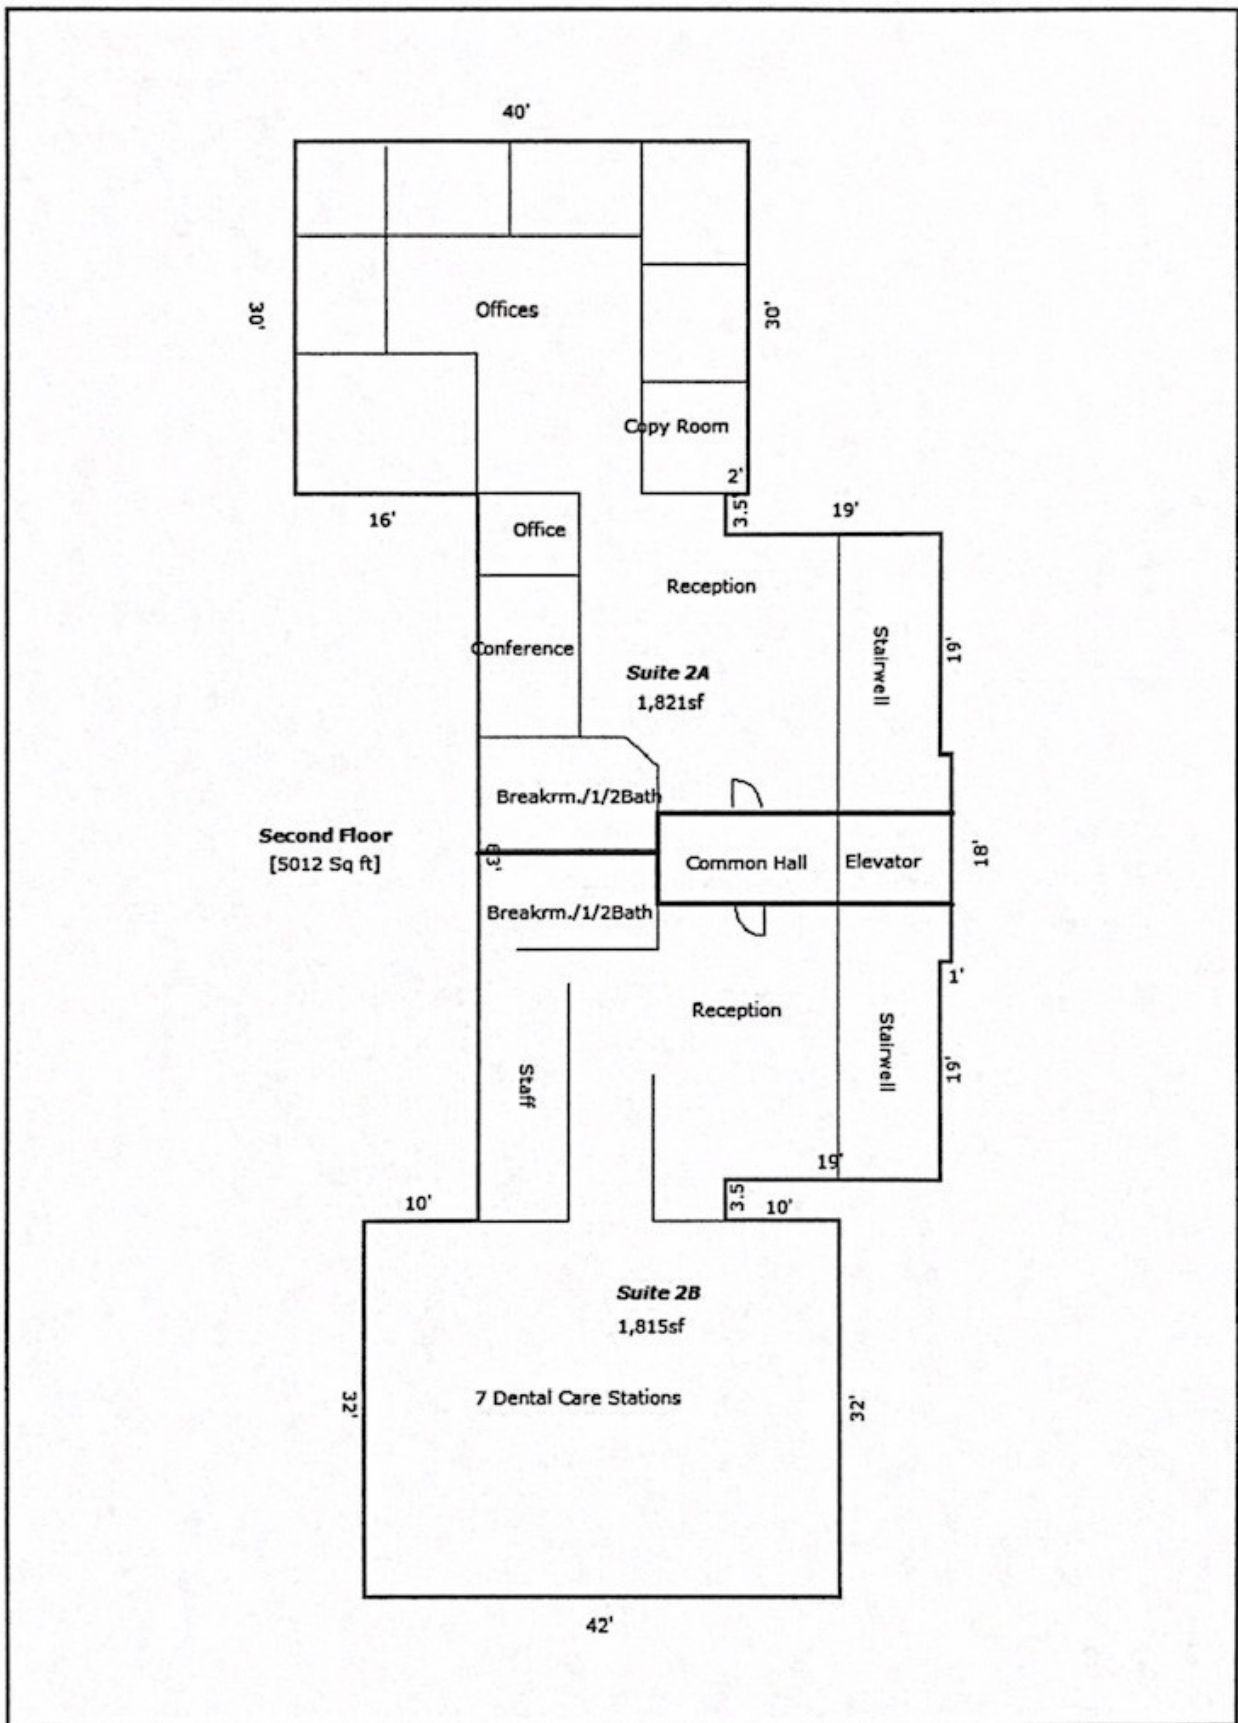 40'
30'
Offices
30'
Copy Room
2'
16'
3.5'
19'
Office
Reception
Conference
Suite 2A
1,821sf
Stairwell
19'
Breakrm./1/2Bath
Second Floor
[5012 Sq ft]
63'
Common Hall
Elevator
18'
Breakrm./1/2Bath
1'
Reception
Stairwell
19'
Staff
19'
10'
3.5
10'
Suite 2B
1,815sf
7 Dental Care Stations
32'
32'
42'